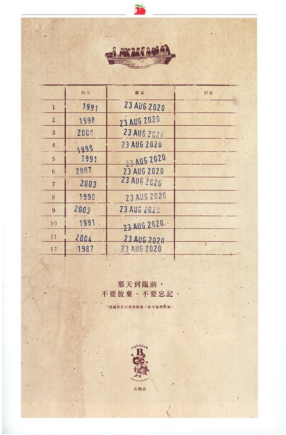 1 1991 23 AUG 2020
2 1998 23 AUG 2020
3 23 AUG 2020
4 1990 23 AUG 2020
5 1991 23 AUG 2020
6 23 AUG 2020
7 2003 23 AUG 2020
8 1990 23 AUG 2020
9 2003 23 AUG 2020
10 1991 23 AUG 2020
11 2004 23 AUG 2020
12 1987 23 AUG 2020
那天到臨前，
不要放棄、不要忘記。